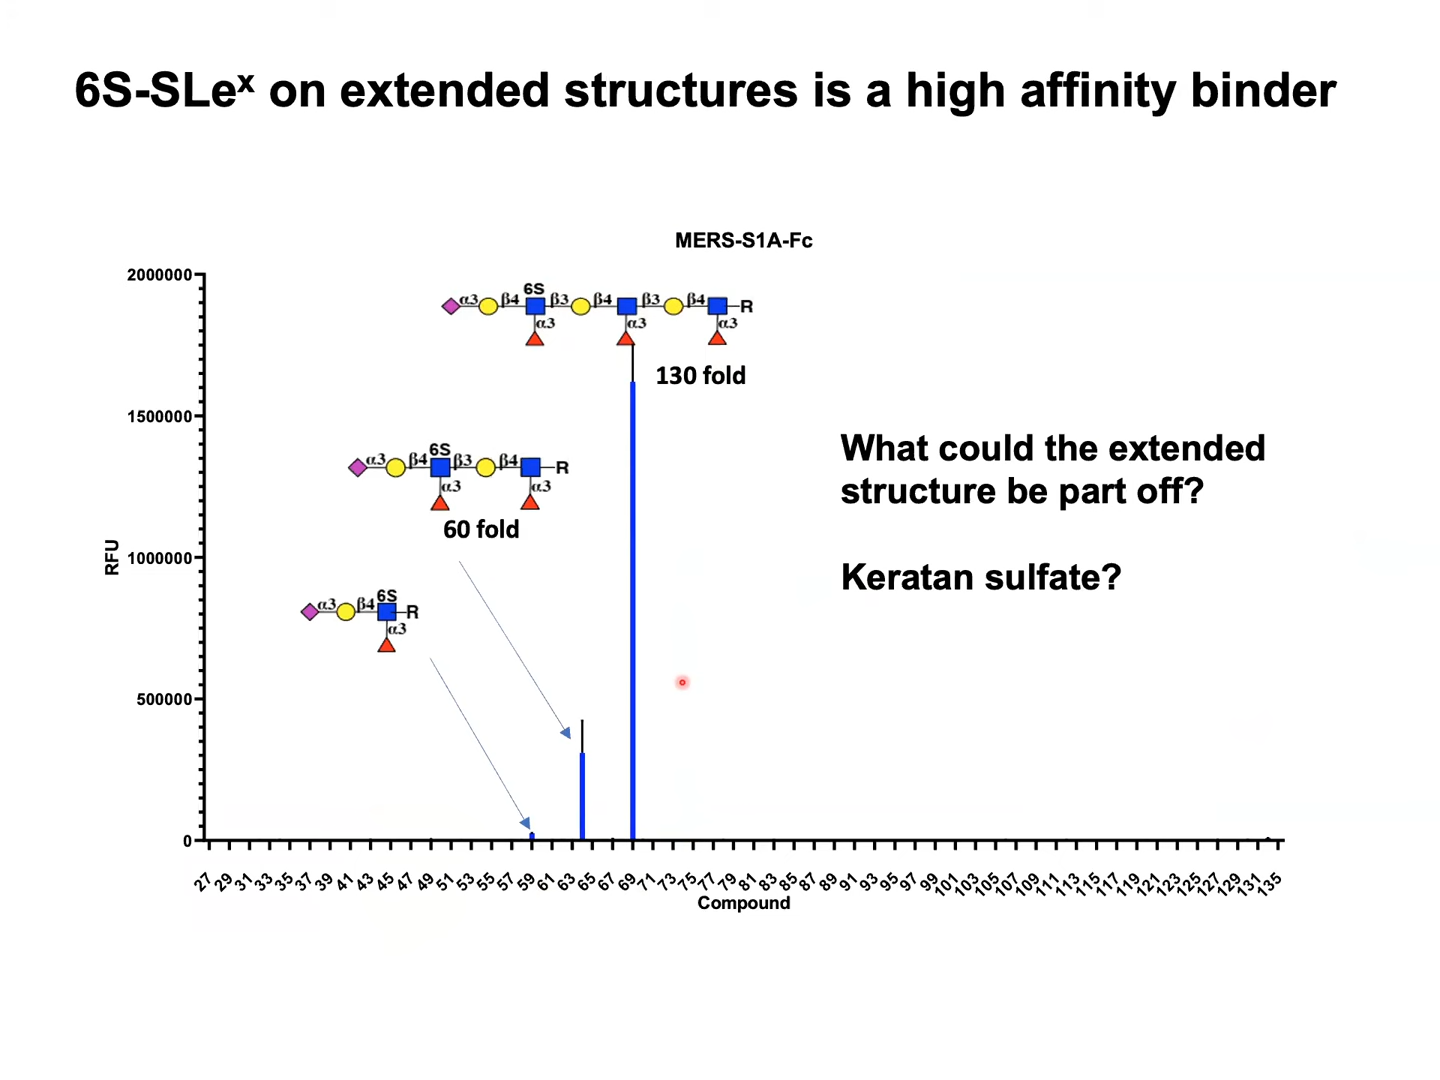 6S-SLeˣ on extended structures is a high affinity binder
MERS-S1A-Fc
2000000
1500000
1000000
500000
0
RFU
6S
α3 β4 β3 β4 β3 β4 R
α3 α3 α3
130 fold
6S
α3 β4 β3 β4 R
α3 α3
60 fold
6S
α3 β4 R
α3
What could the extended
structure be part off?
Keratan sulfate?
27 29 31 33 35 37 39 41 43 45 47 49 51 53 55 57 59 61 63 65 67 69 71 73 75 77 79 81 83 85 87 89 91 93 95 97 99 101 103 105 107 109 111 113 115 117 119 121 123 125 127 129 131 135
Compound